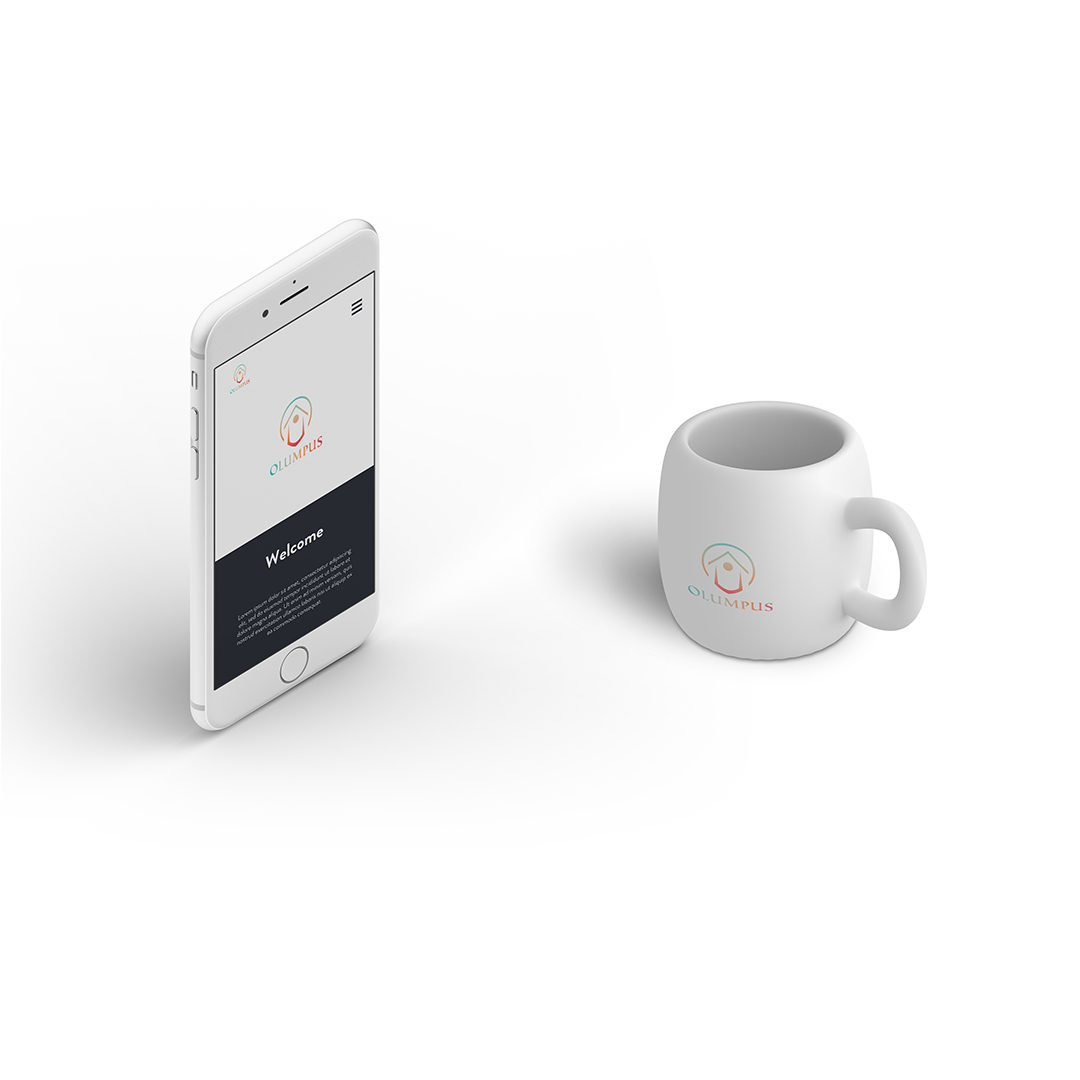 OLUMPUS
OLUMPUS
Welcome
Lorem ipsum dolor sit amet, consectetur adipiscing
elit, sed do eiusmod tempor incididunt ut labore et
dolore magna aliqua. Ut enim ad minim veniam, quis
nostrud exercitation ullamco laboris nisi ut aliquip ex
ea commodo consequat.
OLUMPUS